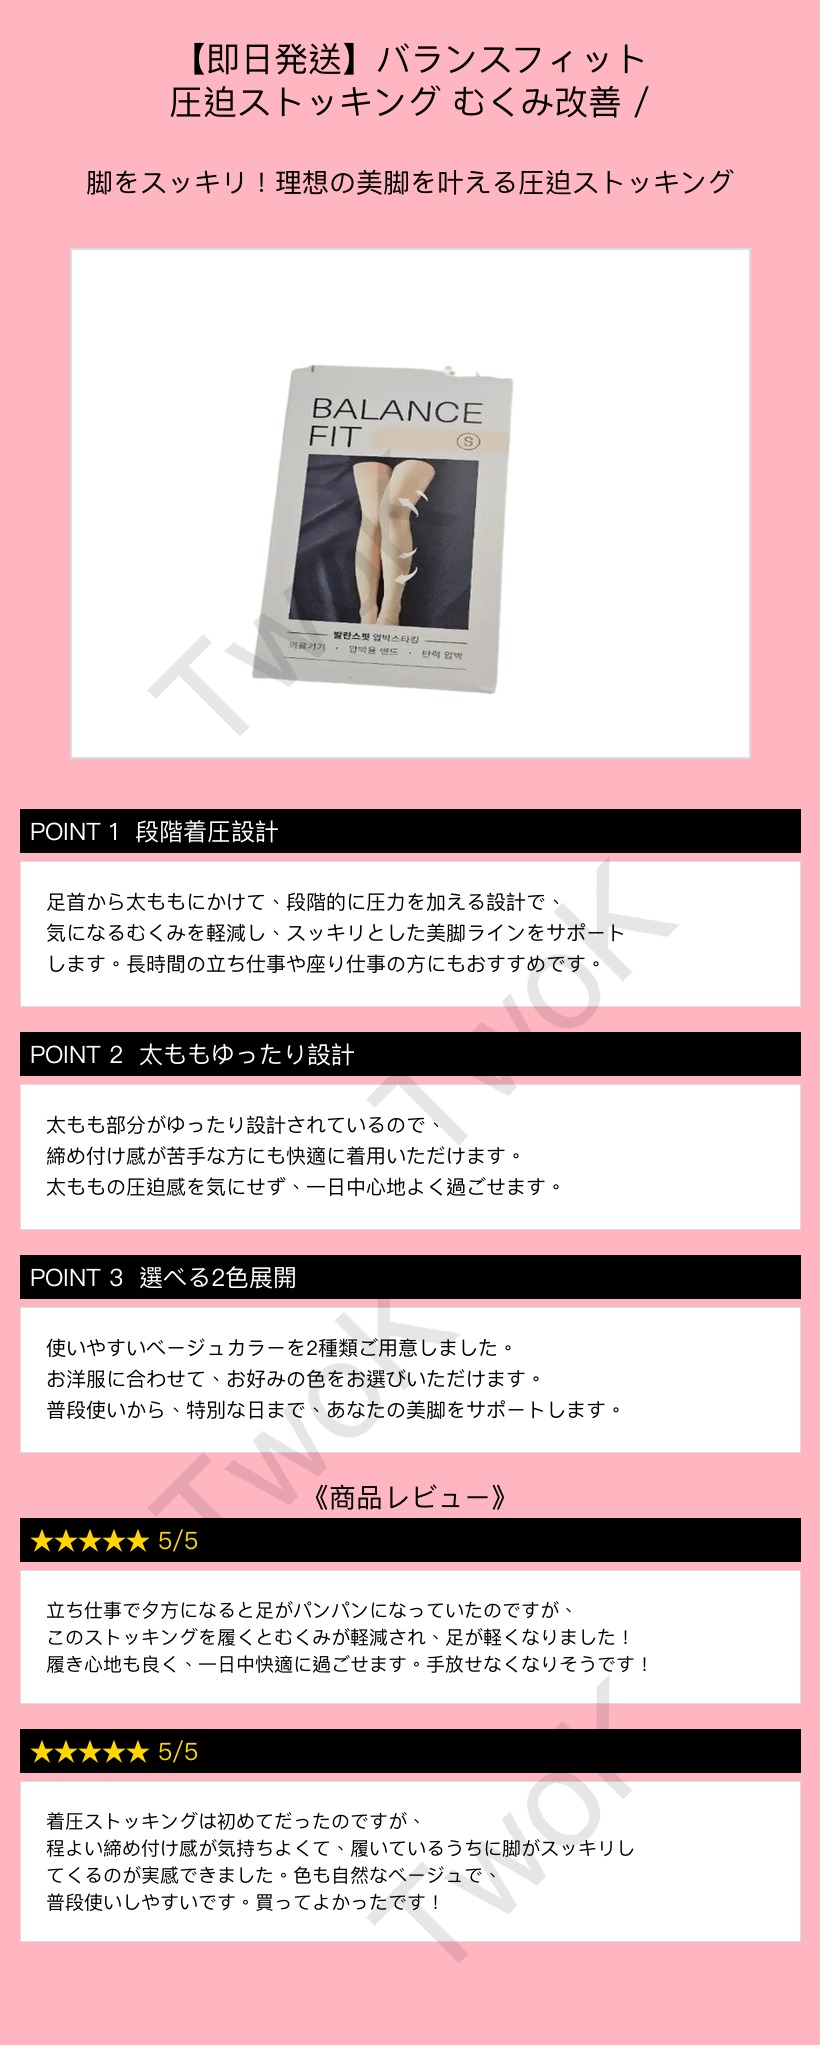 【即日発送】バランスフィット
圧迫ストッキング むくみ改善 /
脚をスッキリ！理想の美脚を叶える圧迫ストッキング
BALANCE
FIT
S
밸란스핏 압박스타킹
의료기기 · 압박용 밴드 · 탄력 압박
TwoK
POINT 1 段階着圧設計
足首から太ももにかけて、段階的に圧力を加える設計で、
気になるむくみを軽減し、スッキリとした美脚ラインをサポート
します。長時間の立ち仕事や座り仕事の方にもおすすめです。
TwoK
POINT 2 太ももゆったり設計
太もも部分がゆったり設計されているので、
締め付け感が苦手な方にも快適に着用いただけます。
太ももの圧迫感を気にせず、一日中心地よく過ごせます。
POINT 3 選べる2色展開
使いやすいベージュカラーを2種類ご用意しました。
お洋服に合わせて、お好みの色をお選びいただけます。
普段使いから、特別な日まで、あなたの美脚をサポートします。
TwoK
《商品レビュー》
★★★★★ 5/5
立ち仕事で夕方になると足がパンパンになっていたのですが、
このストッキングを履くとむくみが軽減され、足が軽くなりました！
履き心地も良く、一日中快適に過ごせます。手放せなくなりそうです！
★★★★★ 5/5
着圧ストッキングは初めてだったのですが、
程よい締め付け感が気持ちよくて、履いているうちに脚がスッキリし
てくるのが実感できました。色も自然なベージュで、
普段使いしやすいです。買ってよかったです！
TwoK